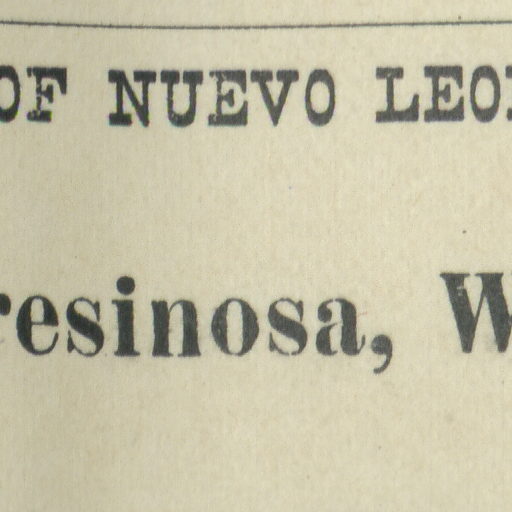 OF NUEVO LEO
resinosa, W